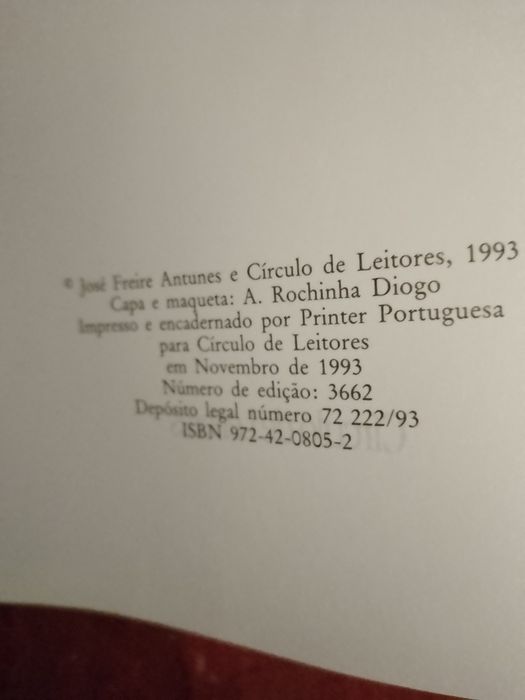 © José Freire Antunes e Círculo de Leitores, 1993
Capa e maqueta: A. Rochinha Diogo
Impresso e encadernado por Printer Portuguesa
para Círculo de Leitores
em Novembro de 1993
Número de edição: 3662
Depósito legal número 72 222/93
ISBN 972-42-0805-2